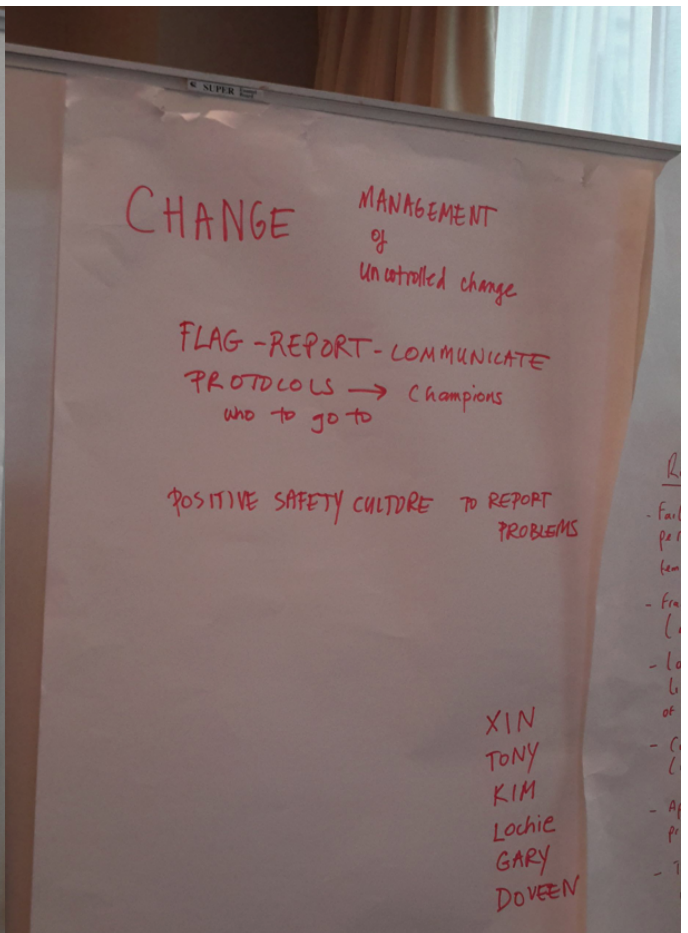 SUPER
CHANGE
MANAGEMENT
of
uncotrolled change
FLAG - REPORT - COMMUNICATE
PROTOCOLS → Champions
who to go to
POSITIVE SAFETY CULTURE TO REPORT
PROBLEMS
XIN
TONY
KIM
Lochie
GARY
DOVEEN